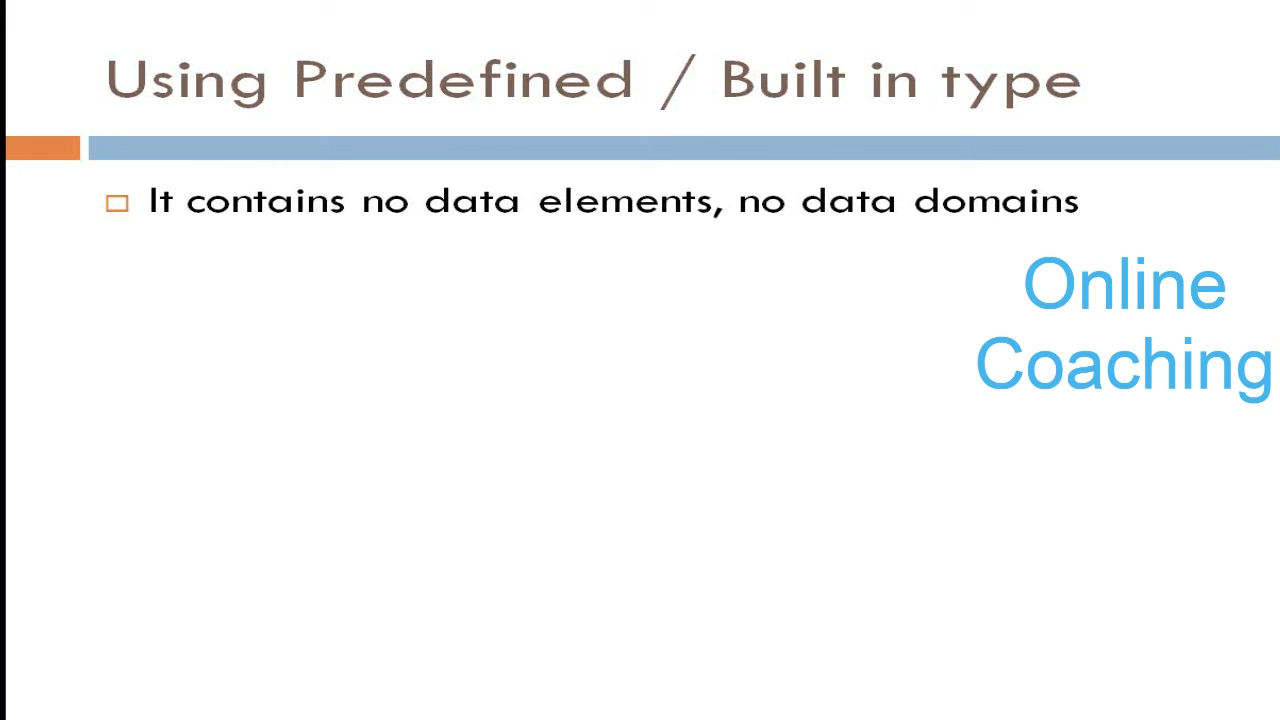 Using Predefined / Built in type
It contains no data elements, no data domains
Online
Coaching